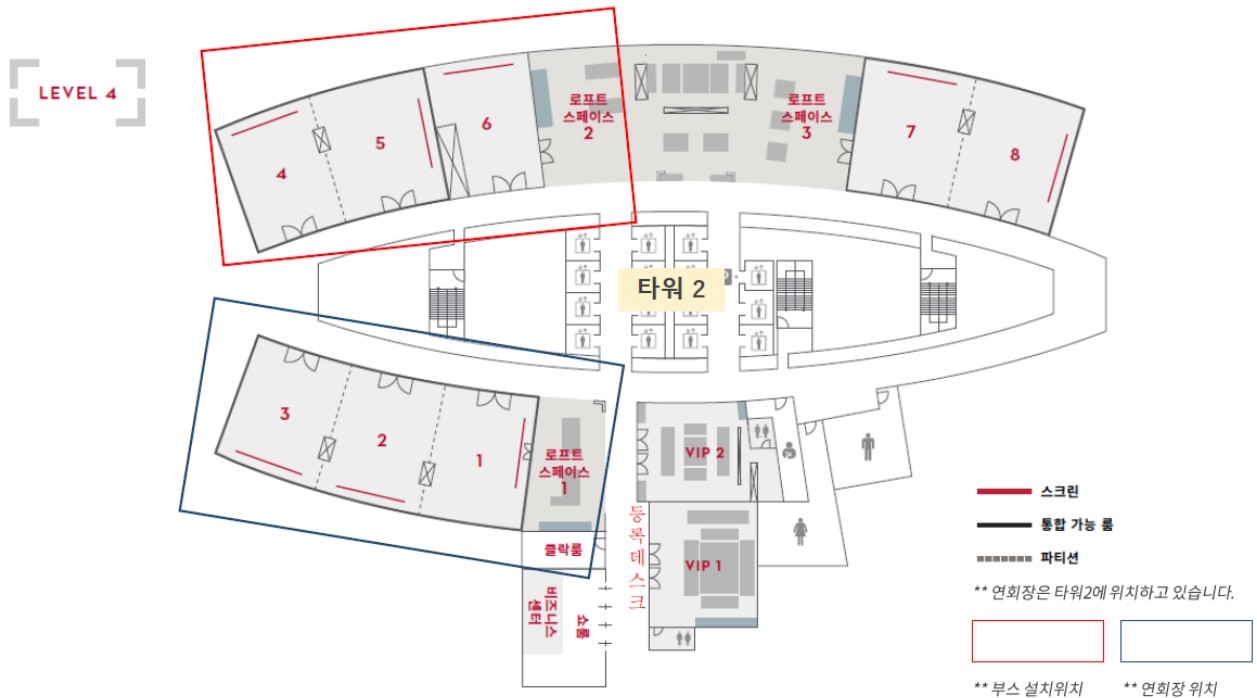 LEVEL 4
4
5
6
로프트
스페이스
2
로프트
스페이스
3
7
8
타워 2
3
2
1
로프트
스페이스
1
VIP 2
등록데스크
VIP 1
클락룸
비즈니스
센터
쇼룸
스크린
통합 가능 룸
파티션
** 연회장은 타워2에 위치하고 있습니다.
** 부스 설치위치
** 연회장 위치